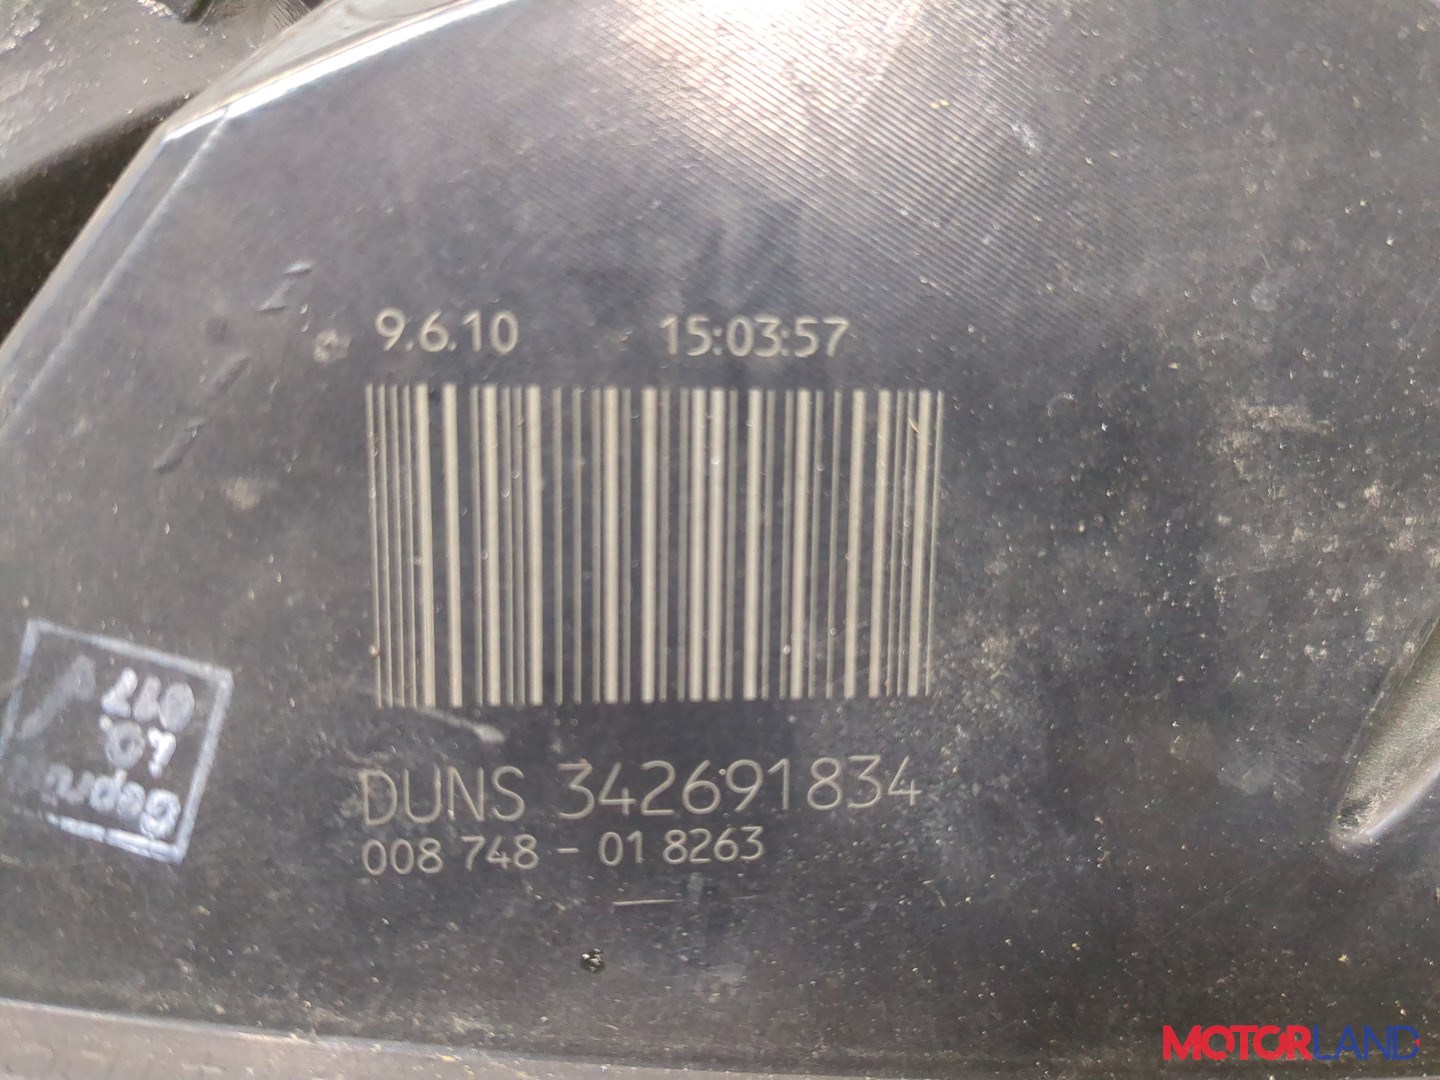 9.6.10 15:03:57
DUNS 342691834
008 748 - 01 8263
MOTORLAND